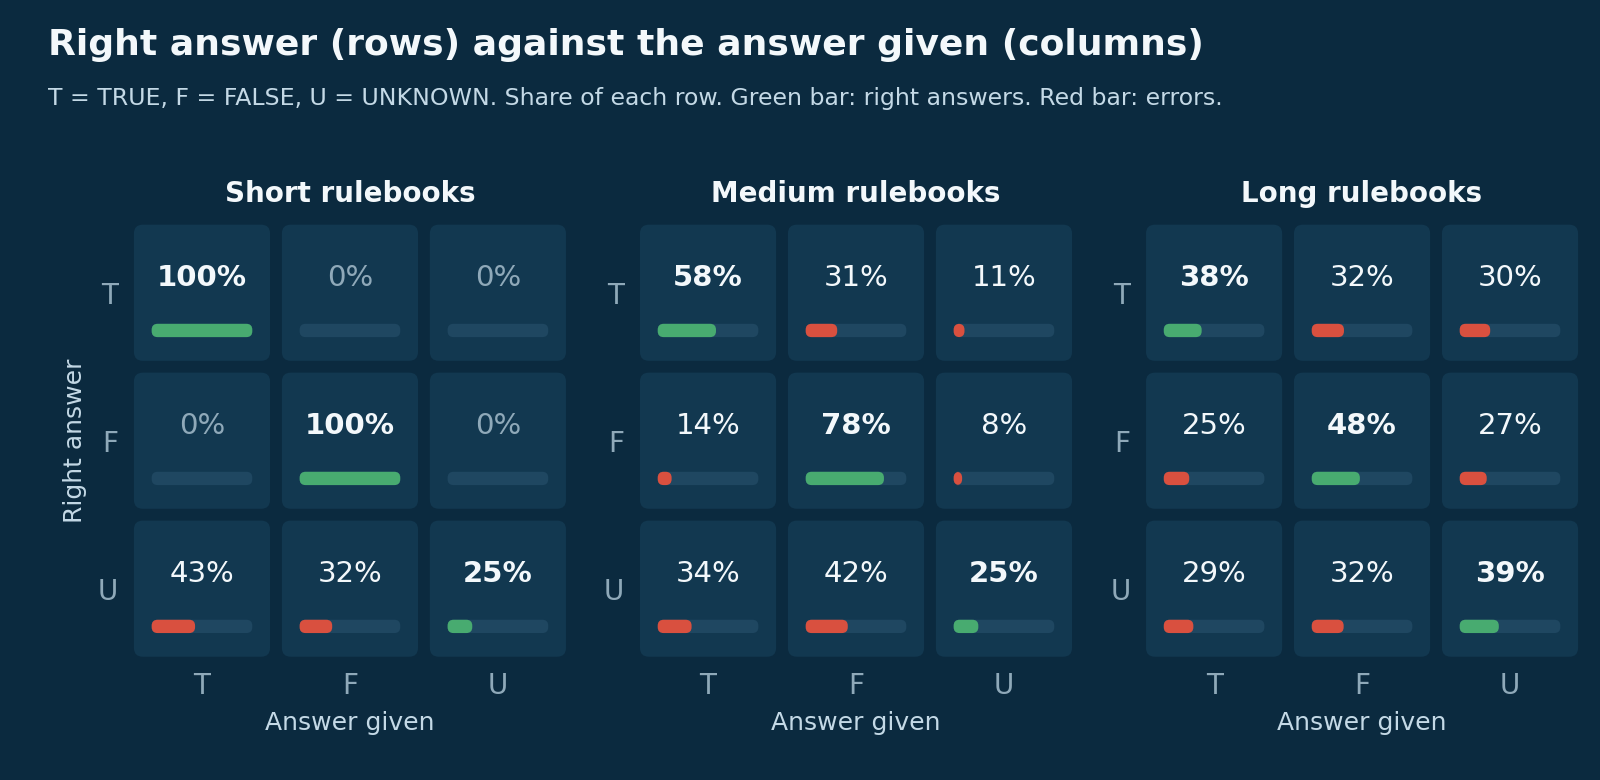 Right answer (rows) against the answer given (columns)
T = TRUE, F = FALSE, U = UNKNOWN. Share of each row. Green bar: right answers. Red bar: errors.
Short rulebooks
Medium rulebooks
Long rulebooks
Right answer
T 100% 0% 0% T 58% 31% 11% T 38% 32% 30%
F 0% 100% 0% F 14% 78% 8% F 25% 48% 27%
U 43% 32% 25% U 34% 42% 25% U 29% 32% 39%
T F U T F U T F U
Answer given Answer given Answer given